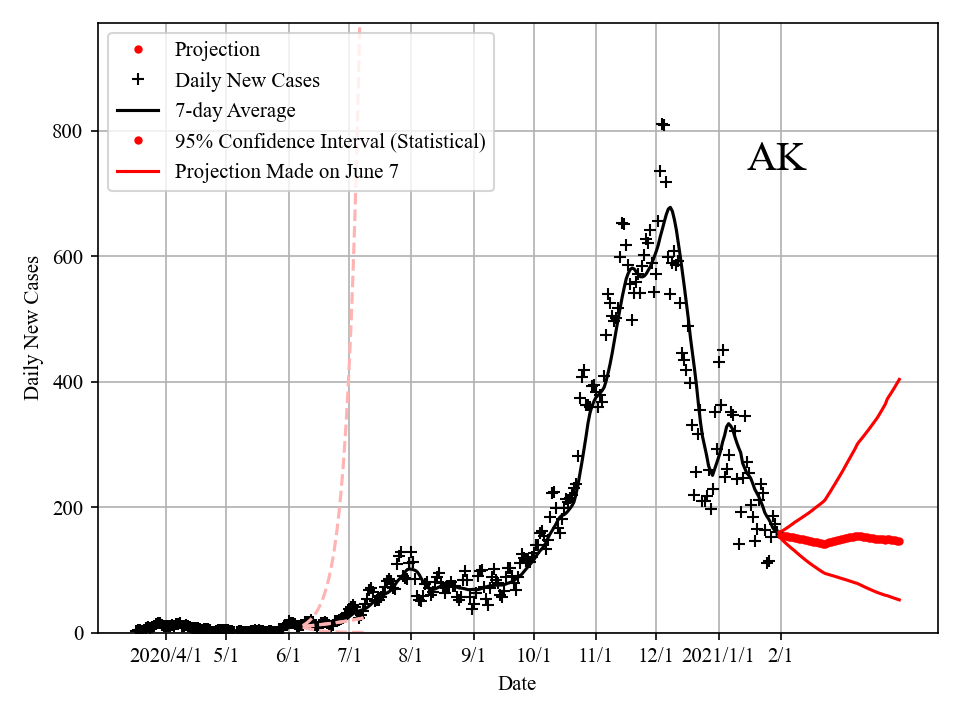 Projection
Daily New Cases
7-day Average
95% Confidence Interval (Statistical)
Projection Made on June 7
AK
Daily New Cases
800
600
400
200
0
2020/4/1 5/1 6/1 7/1 8/1 9/1 10/1 11/1 12/1 2021/1/1 2/1
Date